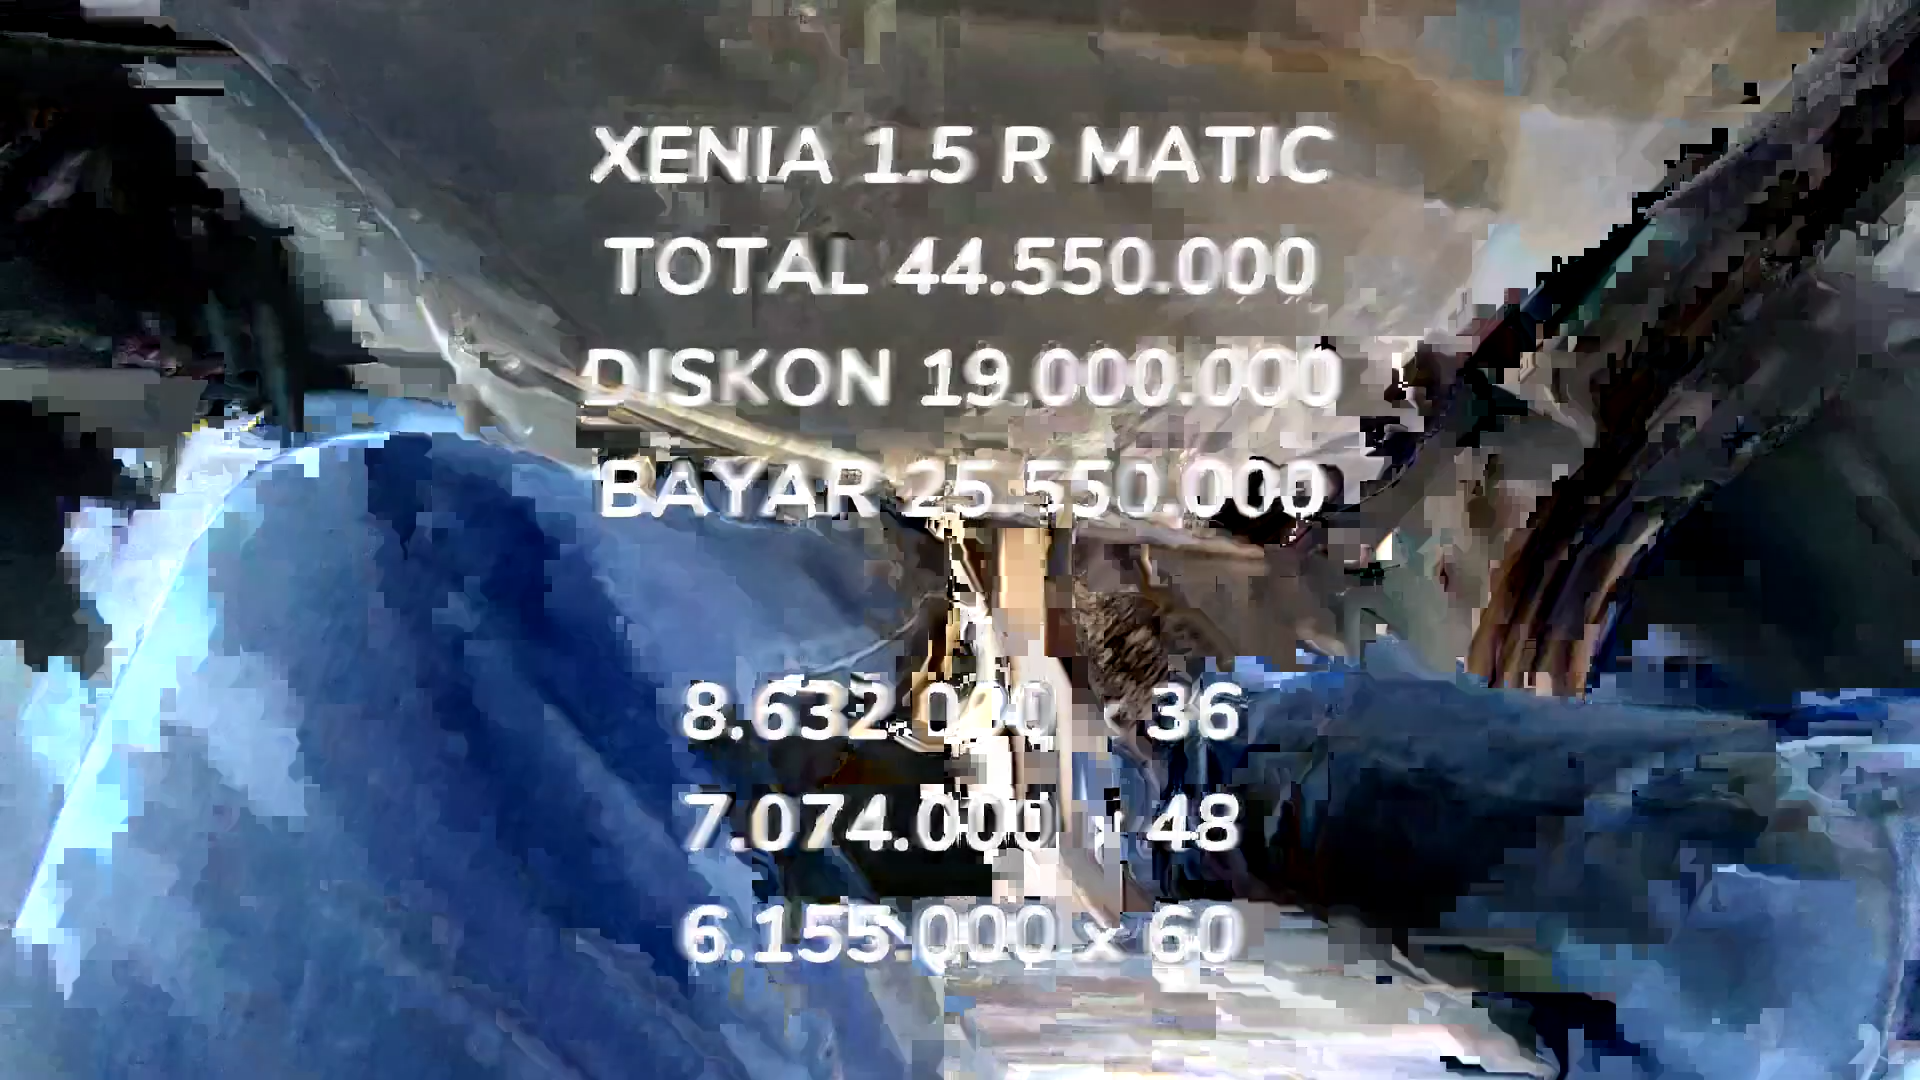 XENIA 1.5 R MATIC
TOTAL 44.550.000
DISKON 19.000.000
BAYAR 25.550.000
8.632.000 x 36
7.074.000 x 48
6.155.000 x 60